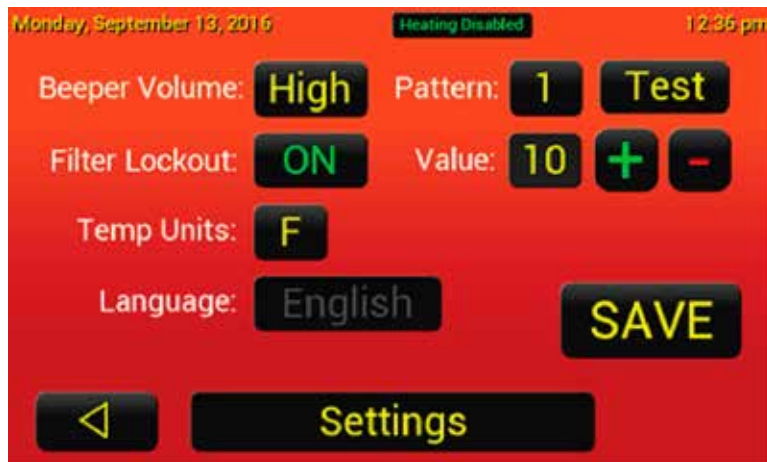 Monday, September 13, 2016 Heating Disabled 12:36 pm
Beeper Volume: High Pattern: 1 Test
Filter Lockout: ON Value: 10 + -
Temp Units: F
Language: English
SAVE
Settings